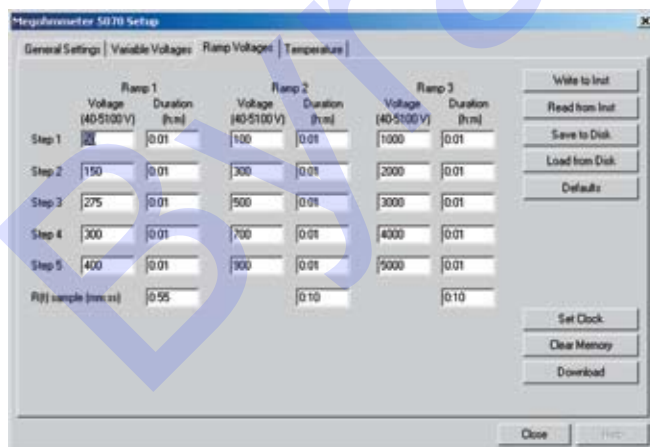 Megohmmeter 5070 Setup
General Settings Variable Voltages Ramp Voltages Temperature
Ramp 1 Ramp 2 Ramp 3
Voltage Duration Voltage Duration Voltage Duration
(40-5100 V) (h:m) (40-5100 V) (h:m) (40-5100 V) (h:m)
Step 1 0:01 100 0:01 1000 0:01
Step 2 150 0:01 300 0:01 2000 0:01
Step 3 275 0:01 500 0:01 3000 0:01
Step 4 300 0:01 700 0:01 4000 0:01
Step 5 400 0:01 900 0:01 5000 0:01
R(t) sample (mm:ss) 0:55 0:10 0:10
Write to Inst
Read from Inst
Save to Disk
Load from Disk
Defaults
Set Clock
Clear Memory
Download
Close Help